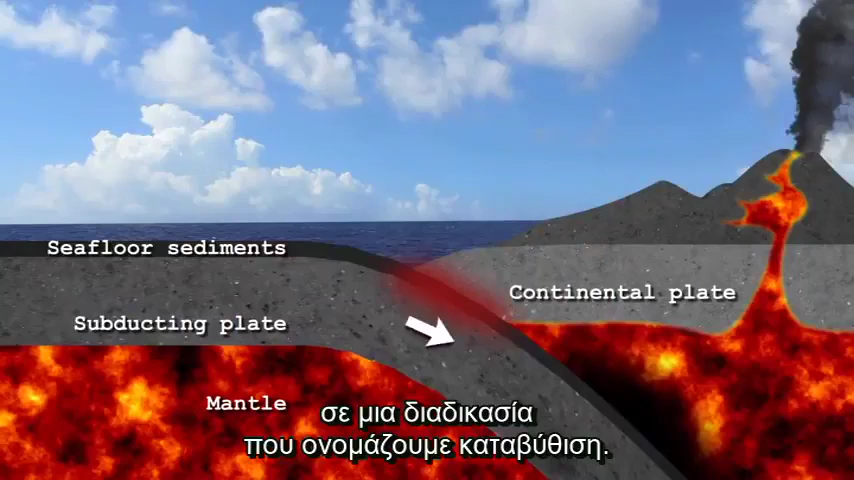 Seafloor sediments
Continental plate
Subducting plate
Mantle
σε μια διαδικασία
που ονομάζουμε καταβύθιση.